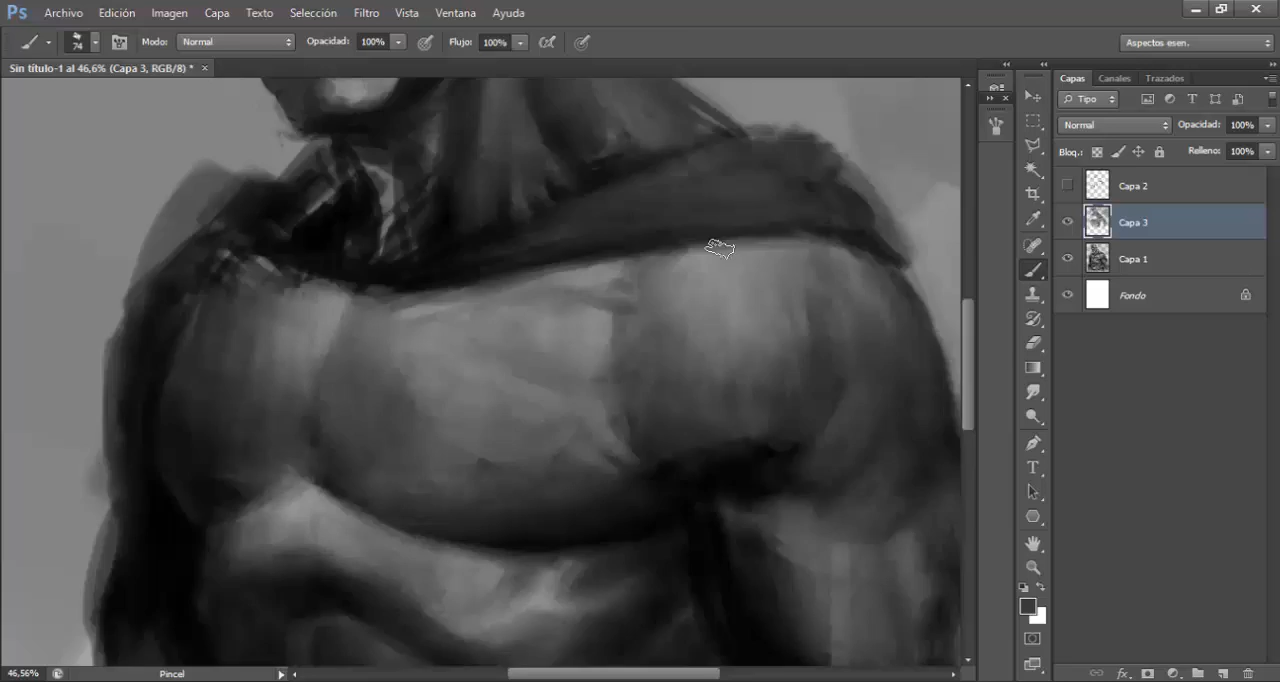 Ps Archivo Edición Imagen Capa Texto Selección Filtro Vista Ventana Ayuda
74 Modo: Normal Opacidad: 100% Flujo: 100% Aspectos esen.
Sin título-1 al 46,6% (Capa 3, RGB/8) * ×
Capas Canales Trazados
Tipo
Normal Opacidad: 100%
Bloq.: Relleno: 100%
Capa 2
Capa 3
Capa 1
Fondo
T
fx
46,56% Pincel